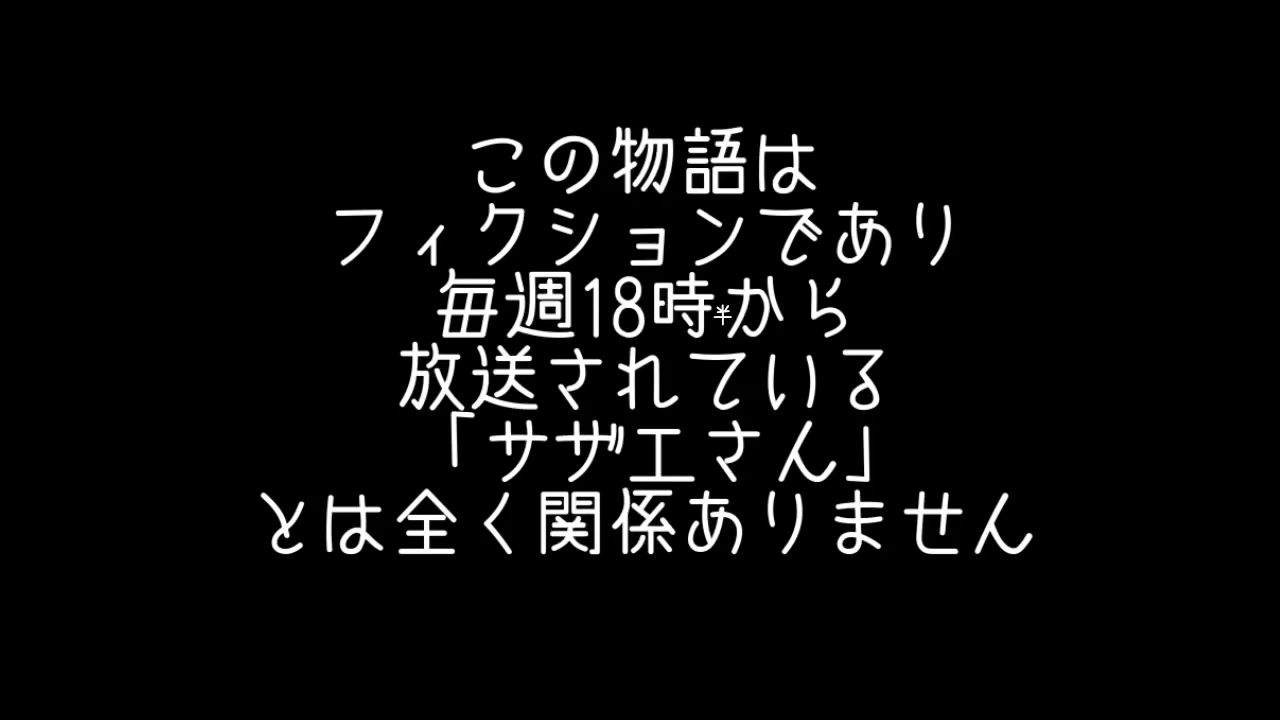 この物語は
フィクションであり
毎週18時半から
放送されている
「サザエさん」
とは全く関係ありません